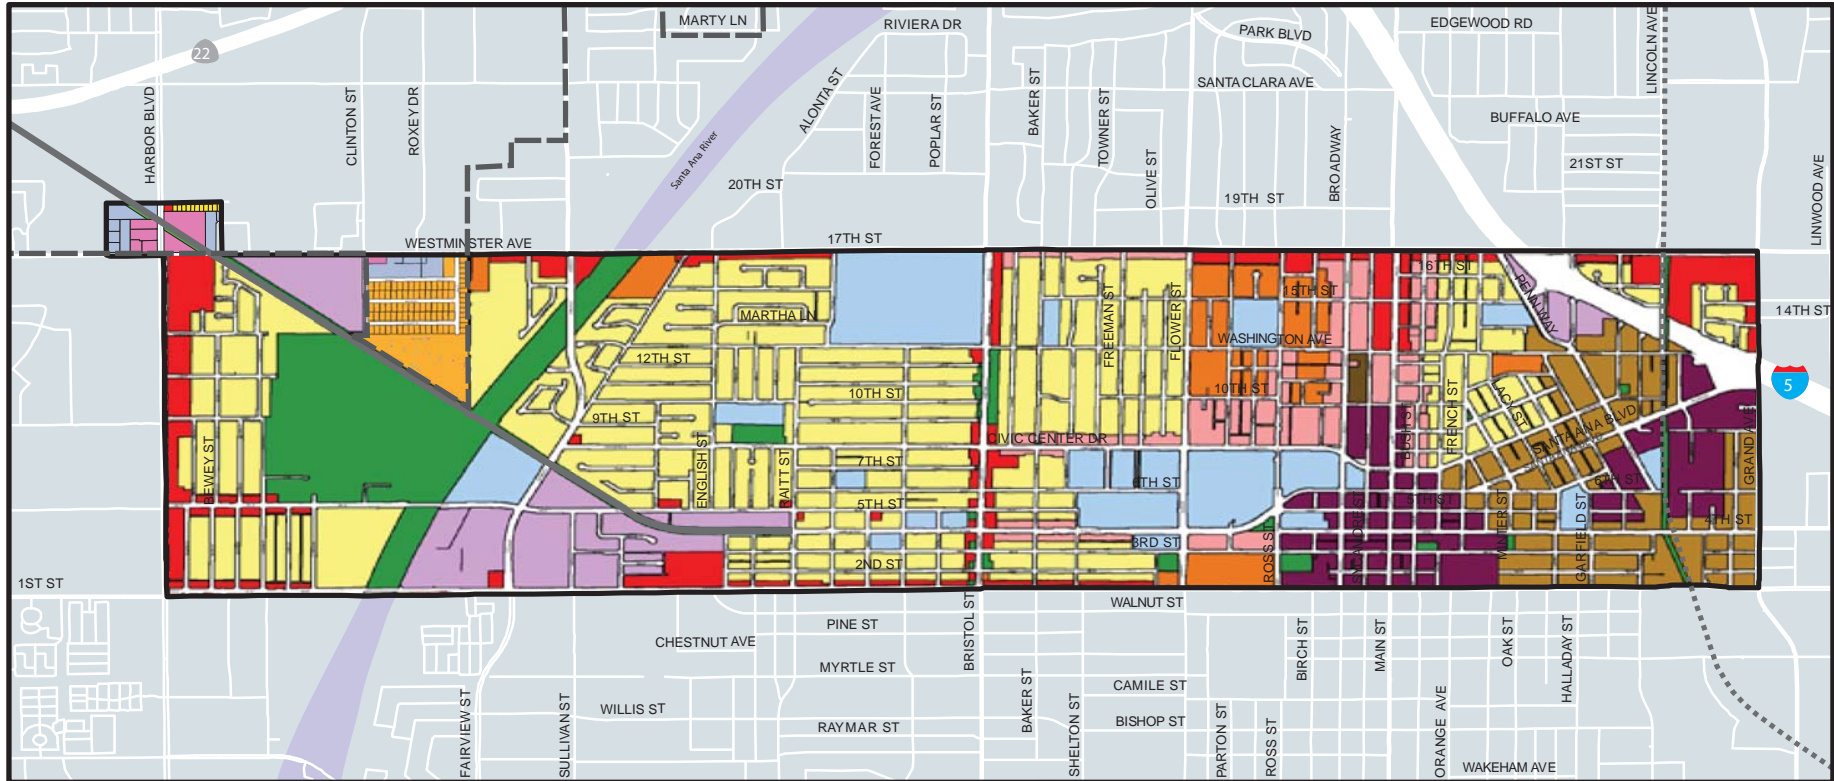 MARTY LN
RIVIERA DR
EDGEWOOD RD
PARK BLVD
LINCOLN AVE
22
SANTA CLARA AVE
HARBOR BLVD
CLINTON ST
ROXEY DR
ALONTA ST
FOREST AVE
POPLAR ST
BAKER ST
TOWNER ST
OLIVE ST
BROADWAY
BUFFALO AVE
21ST ST
Santa Ana River
20TH ST
19TH ST
LINWOOD AVE
WESTMINSTER AVE
17TH ST
16TH ST
PENN WAY
15TH ST
14TH ST
MARTHA LN
FREEMAN ST
FLOWER ST
WASHINGTON AVE
12TH ST
10TH ST
10TH ST
5
LACY ST
FRENCH ST
BUSH ST
9TH ST
SANTA ANA BLVD
GRAND AVE
CIVIC CENTER DR
DEWEY ST
ENGLISH ST
RAITT ST
7TH ST
6TH ST
6TH ST
5TH ST
5TH ST
4TH ST
SYCAMORE ST
MINTER ST
GARFIELD ST
ROSS ST
3RD ST
2ND ST
1ST ST
WALNUT ST
PINE ST
CHESTNUT AVE
BRISTOL ST
BIRCH ST
MAIN ST
OAK ST
HALLADAY ST
MYRTLE ST
CAMILE ST
BAKER ST
SHELTON ST
WILLIS ST
BISHOP ST
RAYMAR ST
FAIRVIEW ST
SULLIVAN ST
PARTON ST
ROSS ST
ORANGE AVE
WAKEHAM AVE